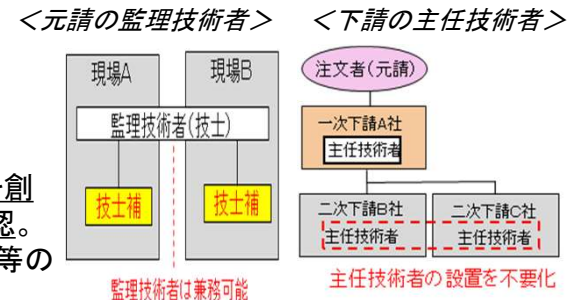 <元請の監理技術者>
<下請の主任技術者>
現場A
現場B
監理技術者(技士)
技士補
技士補
監理技術者は兼務可能
注文者(元請)
一次下請A社
主任技術者
二次下請B社
主任技術者
二次下請C社
主任技術者
主任技術者の設置を不要化
創
認。
等の